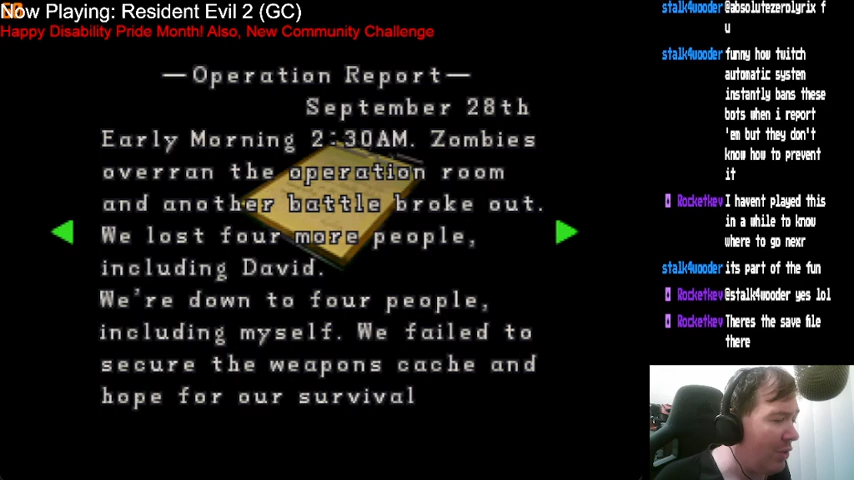 Now Playing: Resident Evil 2 (GC)
Happy Disability Pride Month! Also, New Community Challenge
—Operation Report—
September 28th
Early Morning 2:30AM. Zombies
overran the operation room
and another battle broke out.
We lost four more people,
including David.
We're down to four people,
including myself. We failed to
secure the weapons cache and
hope for our survival
stalk4wooder @absolutezerolyrix f
u
stalk4wooder funny how twitch
automatic system
instantly bans these
bots when i report
'em but they don't
know how to prevent
it
Rocketkev I havent played this
in a while to know
where to go nexr
stalk4wooder its part of the fun
Rocketkev @stalk4wooder yes lol
Rocketkev Theres the save file
there